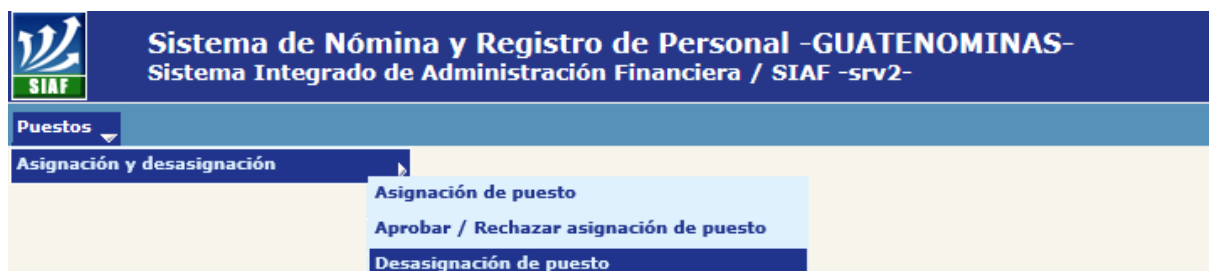 Sistema de Nómina y Registro de Personal -GUATENOMINAS-
Sistema Integrado de Administración Financiera / SIAF -srv2-
SIAF
Puestos
Asignación y desasignación
Asignación de puesto
Aprobar / Rechazar asignación de puesto
Desasignación de puesto